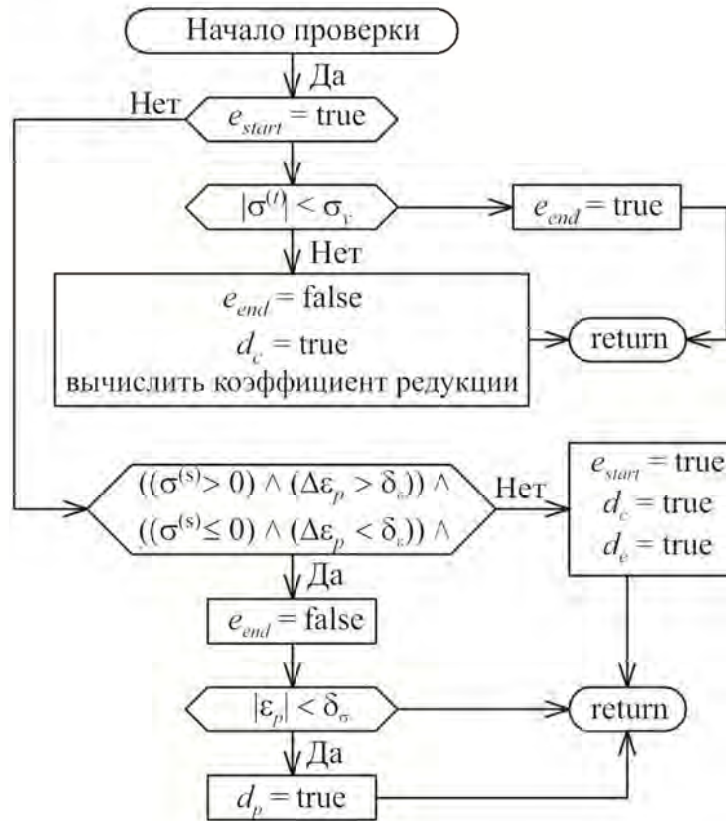 Начало проверки
Да
Нет
e_start = true
|σ^(t)| < σ_y
e_end = true
Нет
e_end = false
d_c = true
вычислить коэффициент редукции
return
((σ^(s) > 0) ∧ (Δε_p > δ_ε)) ∧
((σ^(s) ≤ 0) ∧ (Δε_p < δ_ε)) ∧
Нет
e_start = true
d_c = true
d_e = true
Да
e_end = false
|ε_p| < δ_σ
return
Да
d_p = true